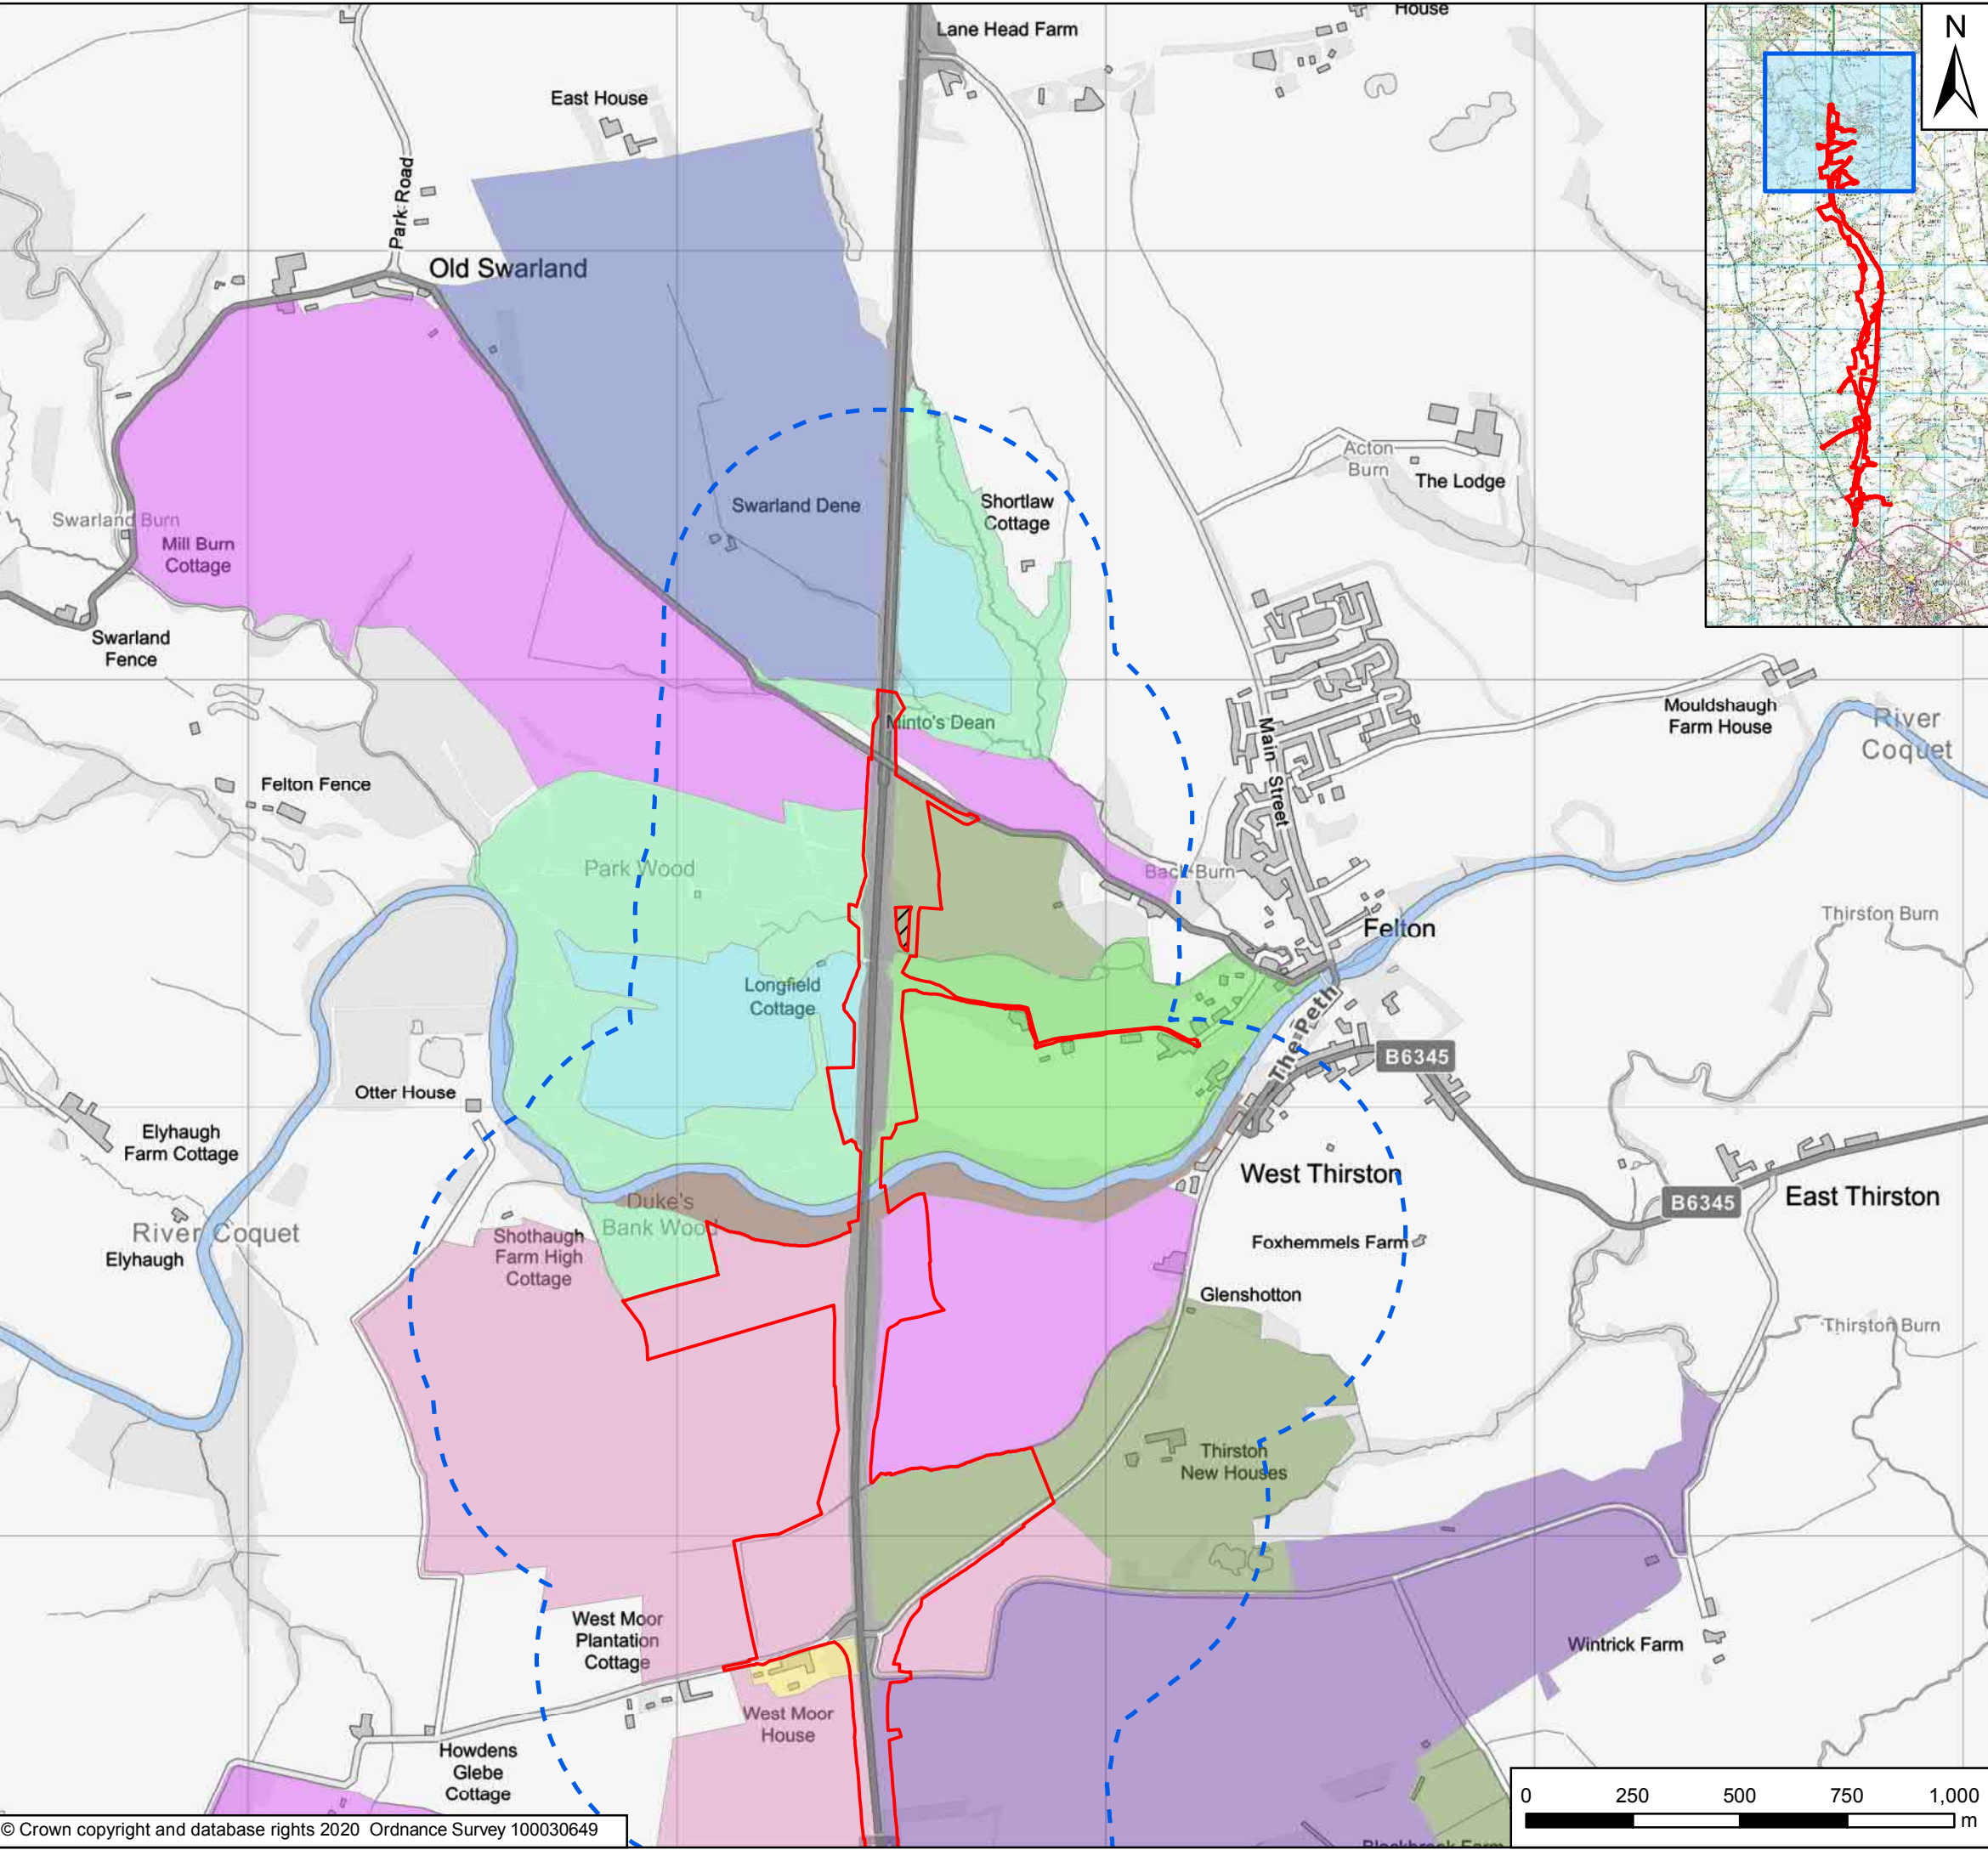 House
Lane Head Farm
N
East House
Park Road
Old Swarland
Acton
Burn
The Lodge
Swarland Dene
Shortlaw
Cottage
Swarland Burn
Mill Burn
Cottage
Swarland
Fence
Mouldshaugh
Farm House
River
Coquet
Minto's Dean
Main Street
Felton Fence
Park Wood
Back Burn
Thirston Burn
Felton
Longfield
Cottage
The Peth
B6345
Otter House
Elyhaugh
Farm Cottage
West Thirston
B6345
East Thirston
Duke's
Bank Wood
River Coquet
Elyhaugh
Shothaugh
Farm High
Cottage
Foxhemmels Farm
Glenshotton
Thirston Burn
Thirston
New Houses
West Moor
Plantation
Cottage
Wintrick Farm
West Moor
House
Howdens
Glebe
Cottage
0 250 500 750 1,000
m
© Crown copyright and database rights 2020 Ordnance Survey 100030649